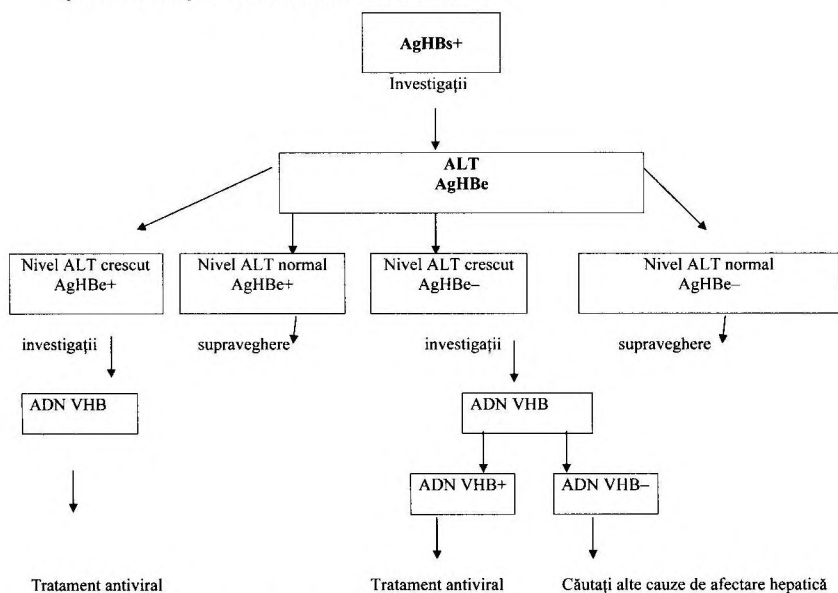 AgHBs+
Investigații
ALT
AgHBe
Nivel ALT crescut
AgHBe+
Nivel ALT normal
AgHBe+
Nivel ALT crescut
AgHBe–
Nivel ALT normal
AgHBe–
investigații
supraveghere
investigații
supraveghere
ADN VHB
ADN VHB
ADN VHB+
ADN VHB–
Tratament antiviral
Tratament antiviral
Căutați alte cauze de afectare hepatică